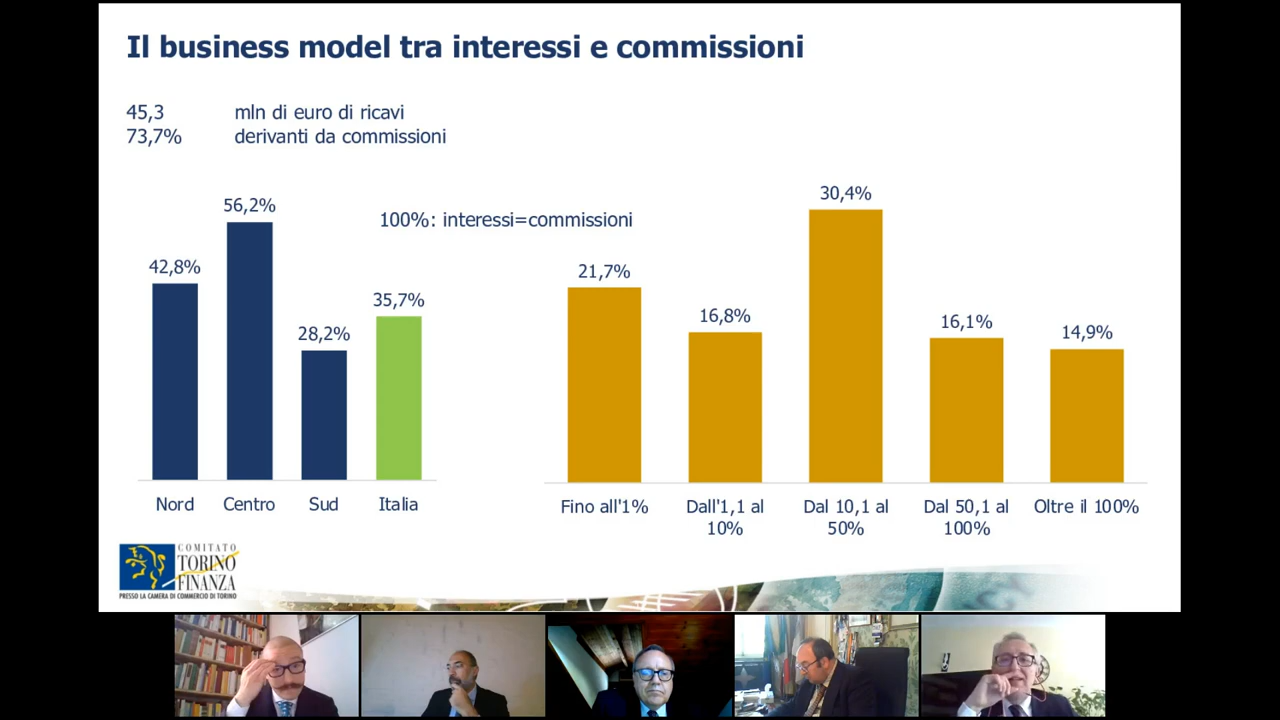 Il business model tra interessi e commissioni
45,3 mln di euro di ricavi
73,7% derivanti da commissioni
100%: interessi=commissioni
42,8%
56,2%
28,2%
35,7%
Nord
Centro
Sud
Italia
21,7%
16,8%
30,4%
16,1%
14,9%
Fino all'1%
Dall'1,1 al
10%
Dal 10,1 al
50%
Dal 50,1 al
100%
Oltre il 100%
COMITATO
TORINO
FINANZA
PRESSO LA CAMERA DI COMMERCIO DI TORINO